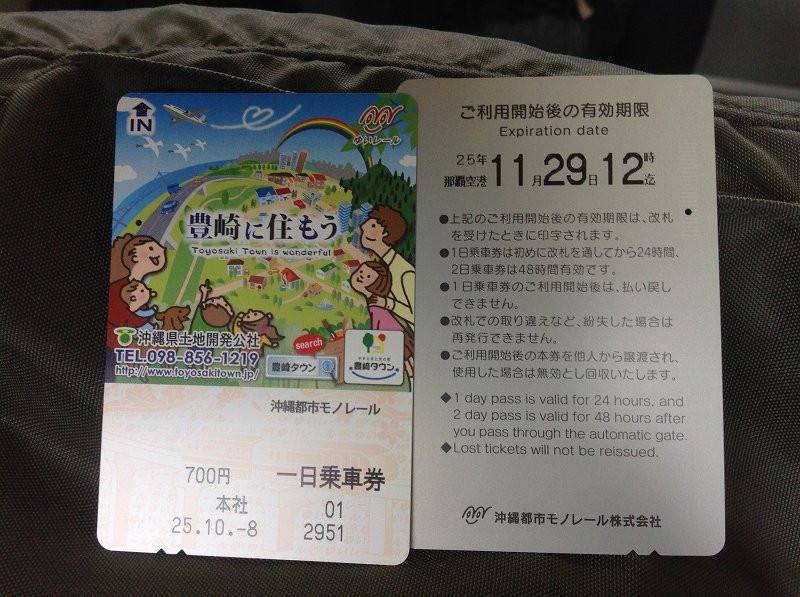 IN
ゆいレール
豊崎に住もう
Toyosaki Town is wonderful
沖縄県土地開発公社
TEL.098-856-1219
http://www.toyosakitown.jp/
search
豊崎タウン
豊崎タウン
沖縄都市モノレール
700円 一日乗車券
本社 01
25.10.-8 2951
ご利用開始後の有効期限
Expiration date
25年 11月29日12時
那覇空港 迄
●上記のご利用開始後の有効期限は、改札
を受けたときに印字されます。
●1日乗車券は初めに改札を通してから24時間、
2日乗車券は48時間有効です。
●1日乗車券のご利用開始後は、払い戻し
できません。
●改札での取り違えなど、紛失した場合は
再発行できません。
●ご利用開始後の本券を他人から譲渡され、
使用した場合は無効とし回収いたします。
◆1 day pass is valid for 24 hours, and
2 day pass is valid for 48 hours after
you pass through the automatic gate.
◆Lost tickets will not be reissued.
沖縄都市モノレール株式会社